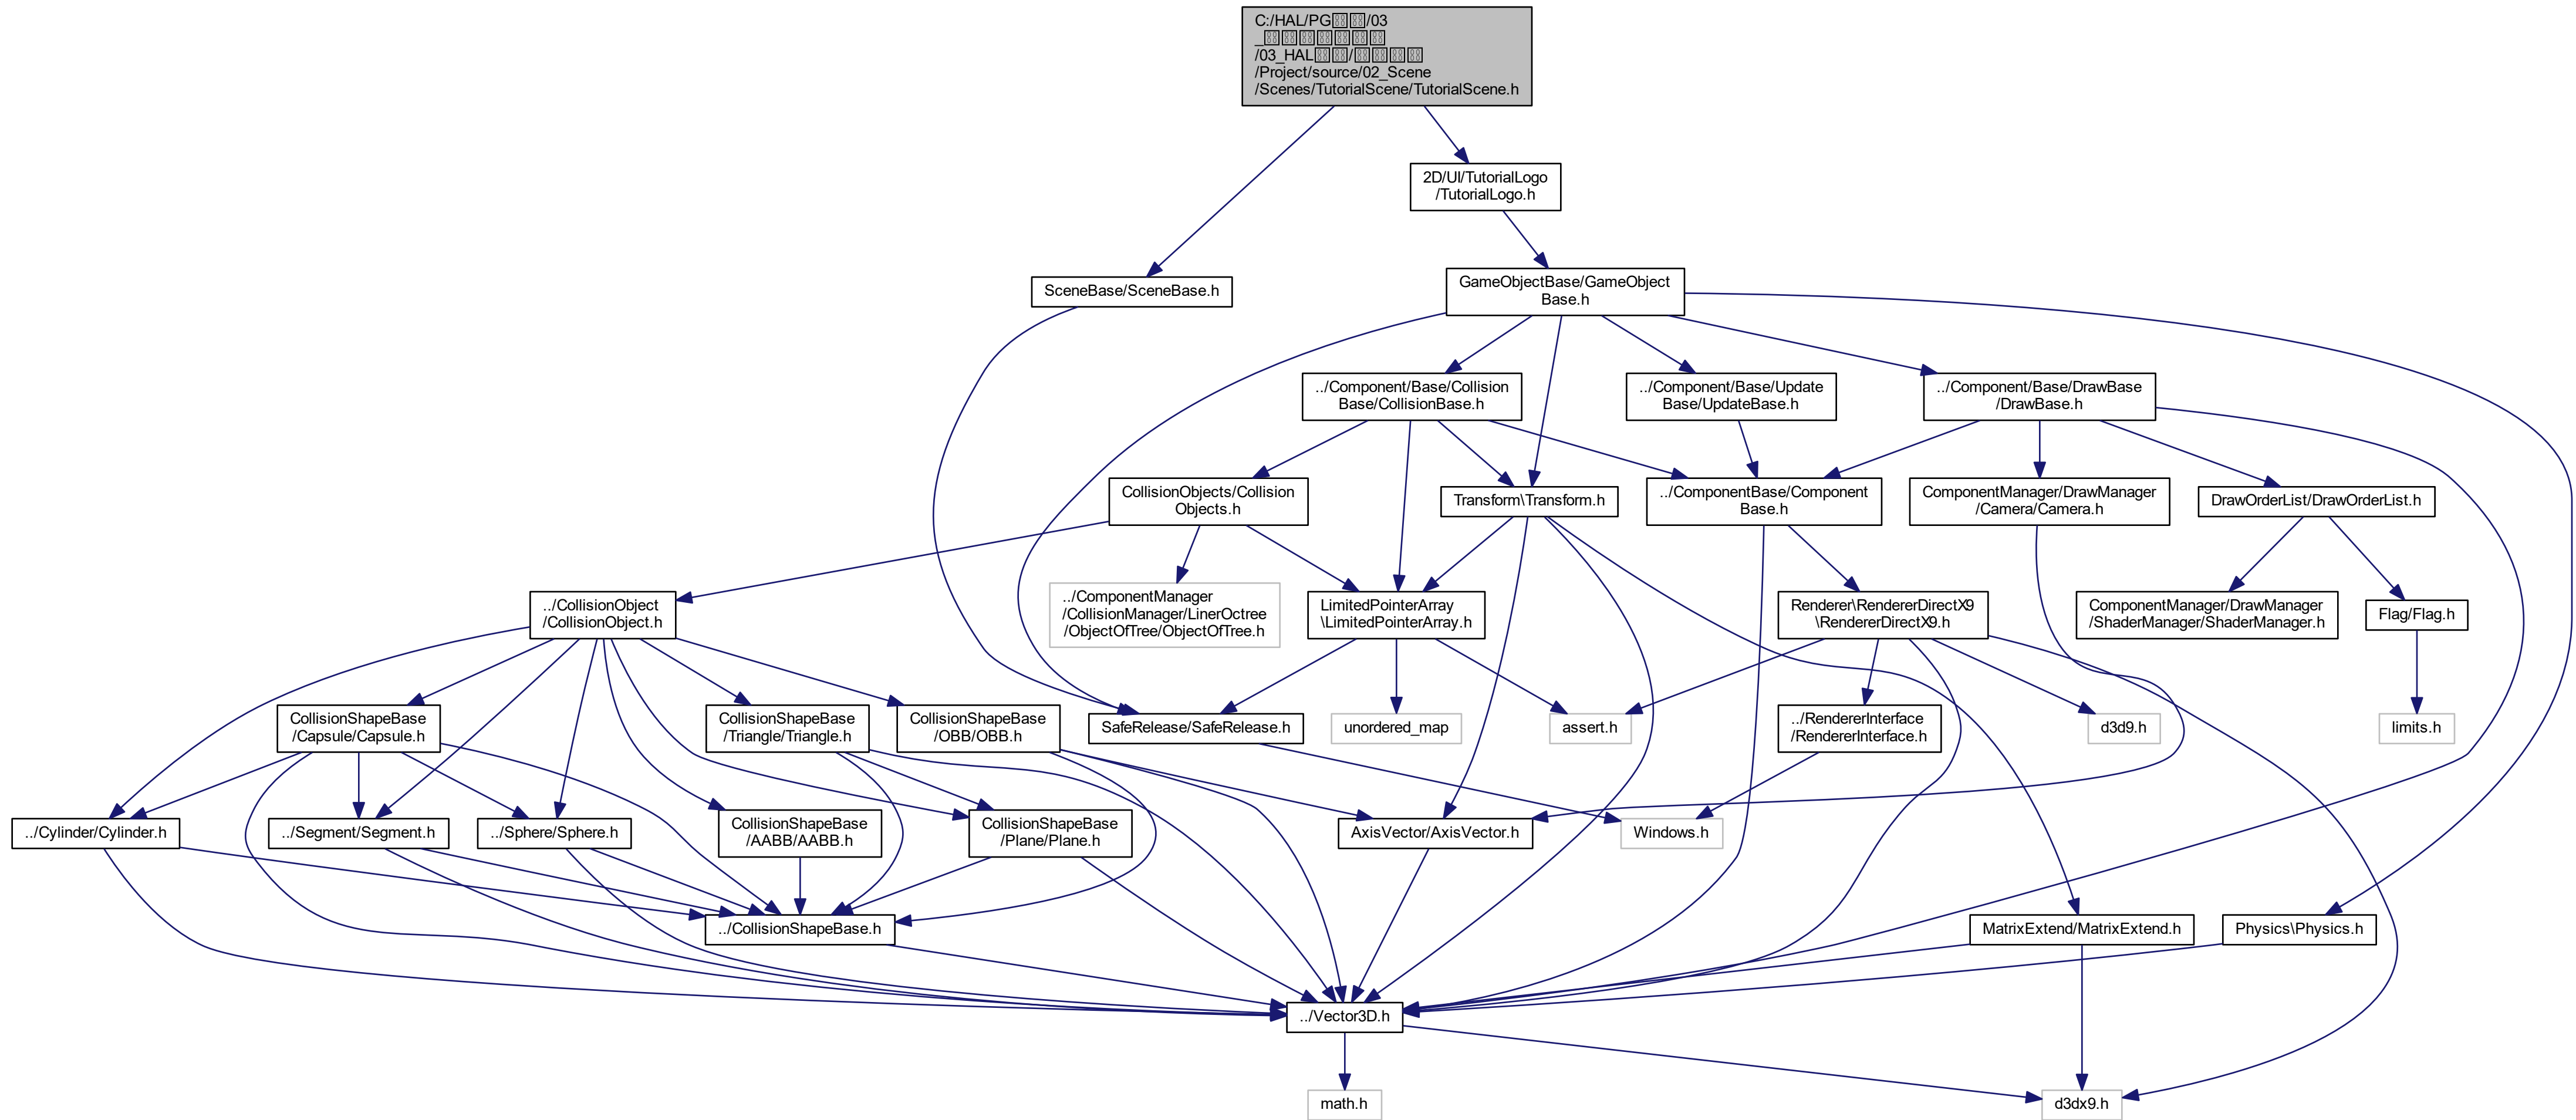 C:/HAL/PG /03
_
/03_HAL /
/Project/source/02_Scene
/Scenes/TutorialScene/TutorialScene.h
2D/UI/TutorialLogo
/TutorialLogo.h
SceneBase/SceneBase.h
GameObjectBase/GameObject
Base.h
../Component/Base/Collision
Base/CollisionBase.h
../Component/Base/Update
Base/UpdateBase.h
../Component/Base/DrawBase
/DrawBase.h
CollisionObjects/Collision
Objects.h
Transform\Transform.h
../ComponentBase/Component
Base.h
ComponentManager/DrawManager
/Camera/Camera.h
DrawOrderList/DrawOrderList.h
../CollisionObject
/CollisionObject.h
../ComponentManager
/CollisionManager/LinerOctree
/ObjectOfTree/ObjectOfTree.h
LimitedPointerArray
\LimitedPointerArray.h
Renderer\RendererDirectX9
\RendererDirectX9.h
ComponentManager/DrawManager
/ShaderManager/ShaderManager.h
Flag/Flag.h
CollisionShapeBase
/Capsule/Capsule.h
CollisionShapeBase
/Triangle/Triangle.h
CollisionShapeBase
/OBB/OBB.h
SafeRelease/SafeRelease.h
unordered_map
assert.h
../RendererInterface
/RendererInterface.h
d3d9.h
limits.h
../Cylinder/Cylinder.h
../Segment/Segment.h
../Sphere/Sphere.h
CollisionShapeBase
/AABB/AABB.h
CollisionShapeBase
/Plane/Plane.h
AxisVector/AxisVector.h
Windows.h
../CollisionShapeBase.h
MatrixExtend/MatrixExtend.h
Physics\Physics.h
../Vector3D.h
math.h
d3dx9.h